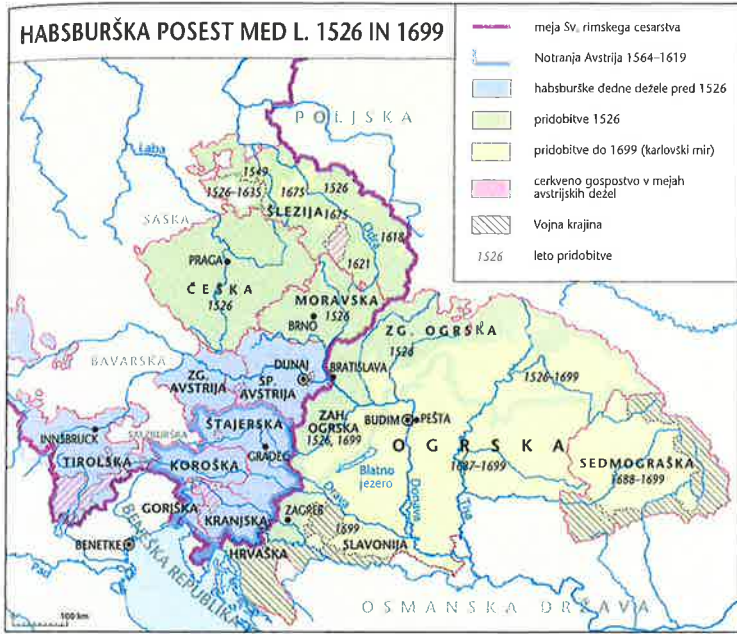 HABSBURŠKA POSEST MED L. 1526 IN 1699
meja Sv. rimskega cesarstva
Notranja Avstrija 1564–1619
habsburške dedne dežele pred 1526
pridobitve 1526
pridobitve do 1699 (karlovški mir)
cerkveno gospostvo v mejah
avstrijskih dežel
Vojna krajina
1526 leto pridobitve
POLJSKA
Laba
1549
1526–1635
1675
1526
ŠLEZIJA
1675
SAŠKA
Odra
1618
PRAGA
1621
ČEŠKA
1526
MORAVSKA
1526
BRNO
ZG. OGRSKA
1526
BAVARSKA
DUNAJ
ZG.
AVSTRIJA
SP.
AVSTRIJA
BRATISLAVA
1526–1699
ZAH.
OGRSKA
1526, 1699
BUDIM
PEŠTA
ŠTAJERSKA
INNSBRUCK
SALZBURŠKA
GRADEC
OGRSKA
1687–1699
SEDMOGRAŠKA
1688–1699
TIROLSKA
KOROŠKA
Blatno
jezero
GORIŠKA
KRANJSKA
ZAGREB
Drava
Donava
Tisa
1699
SLAVONIJA
BENETKE
HRVAŠKA
BENEŠKA REPUBLIKA
Pad
100 km
OSMANSKA DRŽAVA